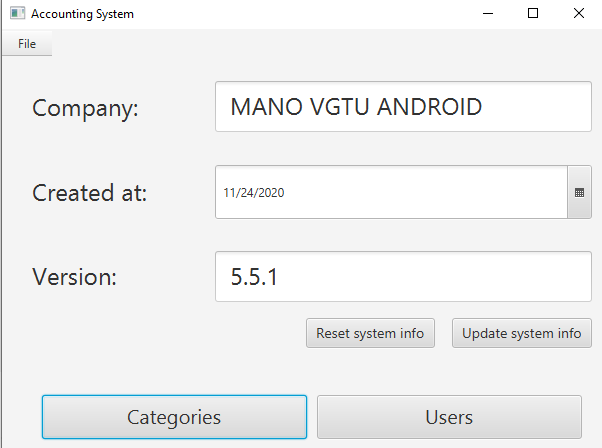 Accounting System
File
Company:
MANO VGTU ANDROID
Created at:
11/24/2020
Version:
5.5.1
Reset system info
Update system info
Categories
Users